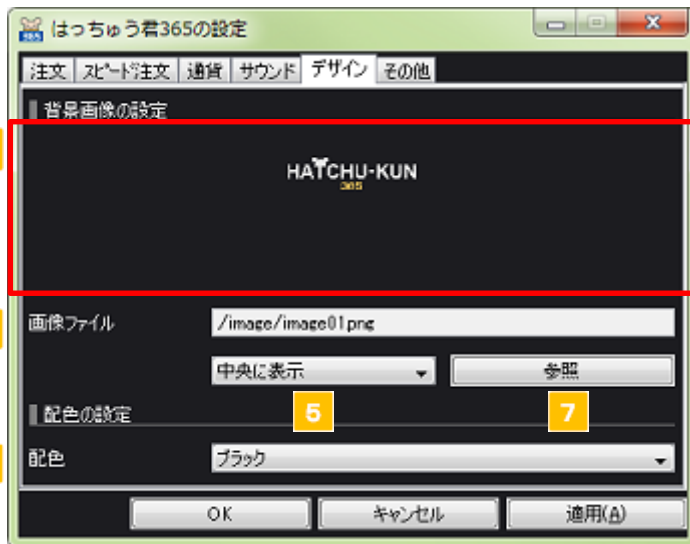 はっちゅう君365の設定
注文 スピード注文 通貨 サウンド デザイン その他
背景画像の設定
HATCHU-KUN
365
画像ファイル /image/image01png
中央に表示 参照
5 7
配色の設定
配色 ブラック
OK キャンセル 適用(A)